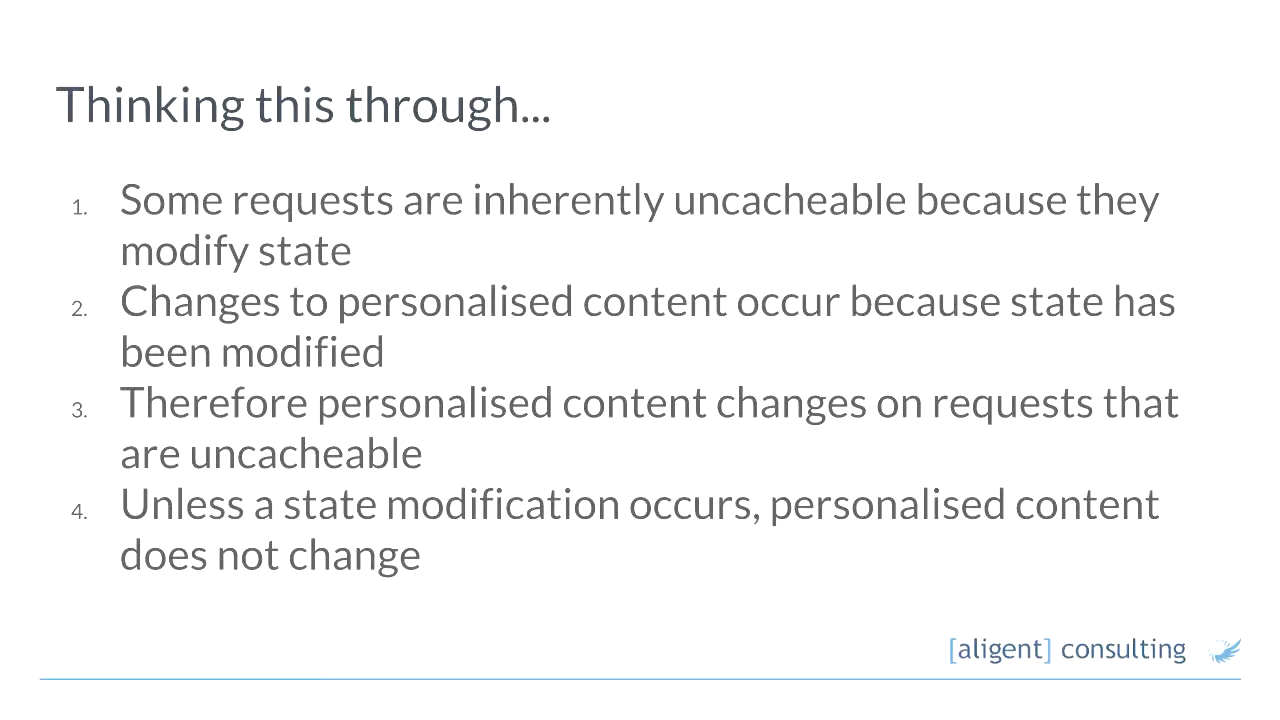 Thinking this through...
1. Some requests are inherently uncacheable because they
modify state
2. Changes to personalised content occur because state has
been modified
3. Therefore personalised content changes on requests that
are uncacheable
4. Unless a state modification occurs, personalised content
does not change
[aligent] consulting